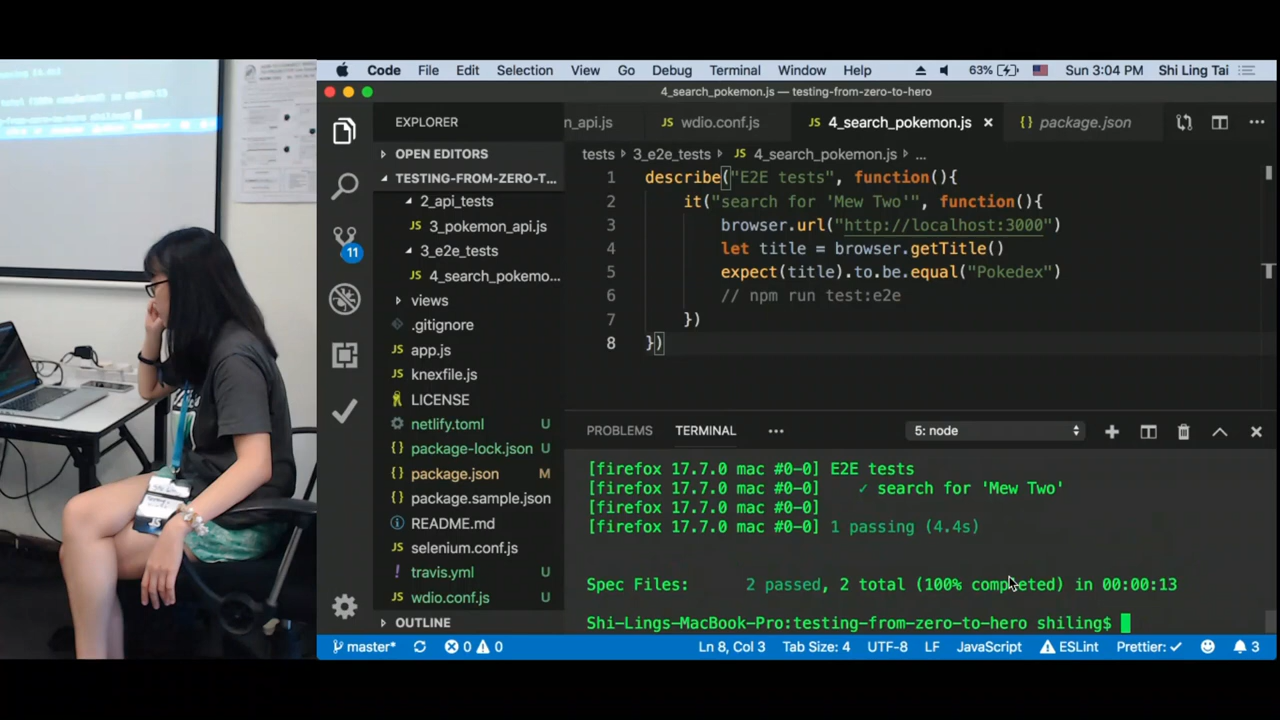 Code File Edit Selection View Go Debug Terminal Window Help 63% Sun 3:04 PM Shi Ling Tai
4_search_pokemon.js — testing-from-zero-to-hero
EXPLORER
OPEN EDITORS
TESTING-FROM-ZERO-T...
2_api_tests
3_pokemon_api.js
3_e2e_tests
4_search_pokemo...
views
.gitignore
app.js
knexfile.js
LICENSE
netlify.toml U
package-lock.json U
package.json M
package.sample.json
README.md
selenium.conf.js
travis.yml U
wdio.conf.js U
OUTLINE
11
n_api.js wdio.conf.js 4_search_pokemon.js package.json
tests 3_e2e_tests 4_search_pokemon.js ...
1 describe("E2E tests", function(){
2 it("search for 'Mew Two'", function(){
3 browser.url("http://localhost:3000")
4 let title = browser.getTitle()
5 expect(title).to.be.equal("Pokedex")
6 // npm run test:e2e
7 })
8 })
PROBLEMS TERMINAL ... 5: node
[firefox 17.7.0 mac #0-0] E2E tests
[firefox 17.7.0 mac #0-0] ✓ search for 'Mew Two'
[firefox 17.7.0 mac #0-0]
[firefox 17.7.0 mac #0-0] 1 passing (4.4s)
Spec Files: 2 passed, 2 total (100% completed) in 00:00:13
Shi-Lings-MacBook-Pro:testing-from-zero-to-hero shiling$
master* 0 0 Ln 8, Col 3 Tab Size: 4 UTF-8 LF JavaScript ESLint Prettier: ✓ 3